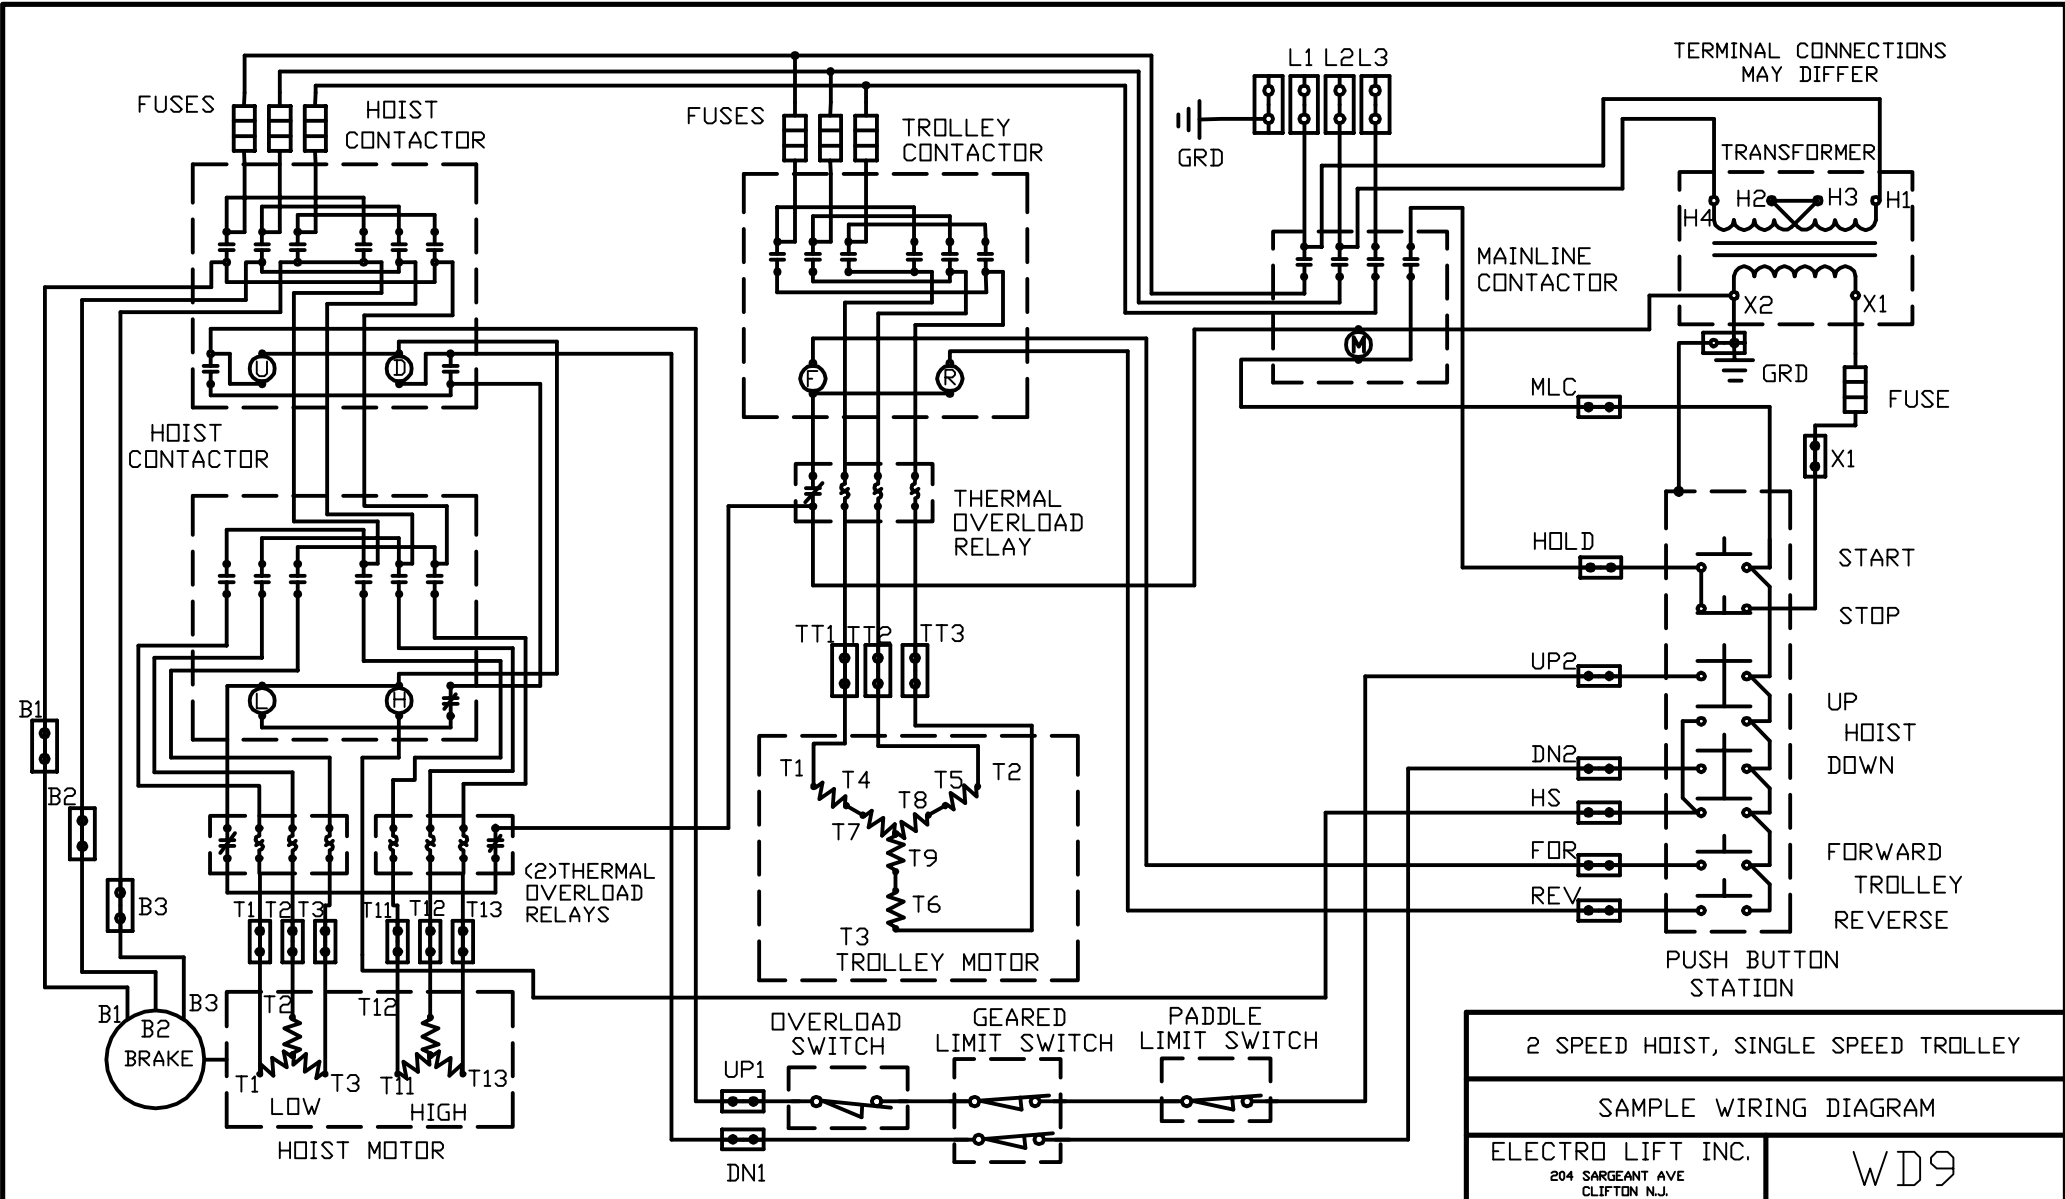 FUSES
HOIST
CONTACTOR
FUSES
TROLLEY
CONTACTOR
L1 L2 L3
GRD
TERMINAL CONNECTIONS
MAY DIFFER
TRANSFORMER
H4
H2
H3
H1
X2
X1
GRD
FUSE
X1
MAINLINE
CONTACTOR
M
U
D
F
R
HOIST
CONTACTOR
MLC
THERMAL
OVERLOAD
RELAY
HOLD
START
STOP
TT1
TT2
TT3
UP2
UP
HOIST
DOWN
DN2
HS
FOR
REV
FORWARD
TROLLEY
REVERSE
PUSH BUTTON
STATION
L
H
B1
B2
B3
(2)THERMAL
OVERLOAD
RELAYS
T1
T2
T3
T11
T12
T13
T1
T4
T5
T2
T7
T8
T9
T6
T3
TROLLEY MOTOR
B1
B2
B3
BRAKE
T2
T12
T1
T3
T11
T13
LOW
HIGH
HOIST MOTOR
UP1
DN1
OVERLOAD
SWITCH
GEARED
LIMIT SWITCH
PADDLE
LIMIT SWITCH
2 SPEED HOIST, SINGLE SPEED TROLLEY
SAMPLE WIRING DIAGRAM
ELECTRO LIFT INC.
204 SARGEANT AVE
CLIFTON N.J.
WD9